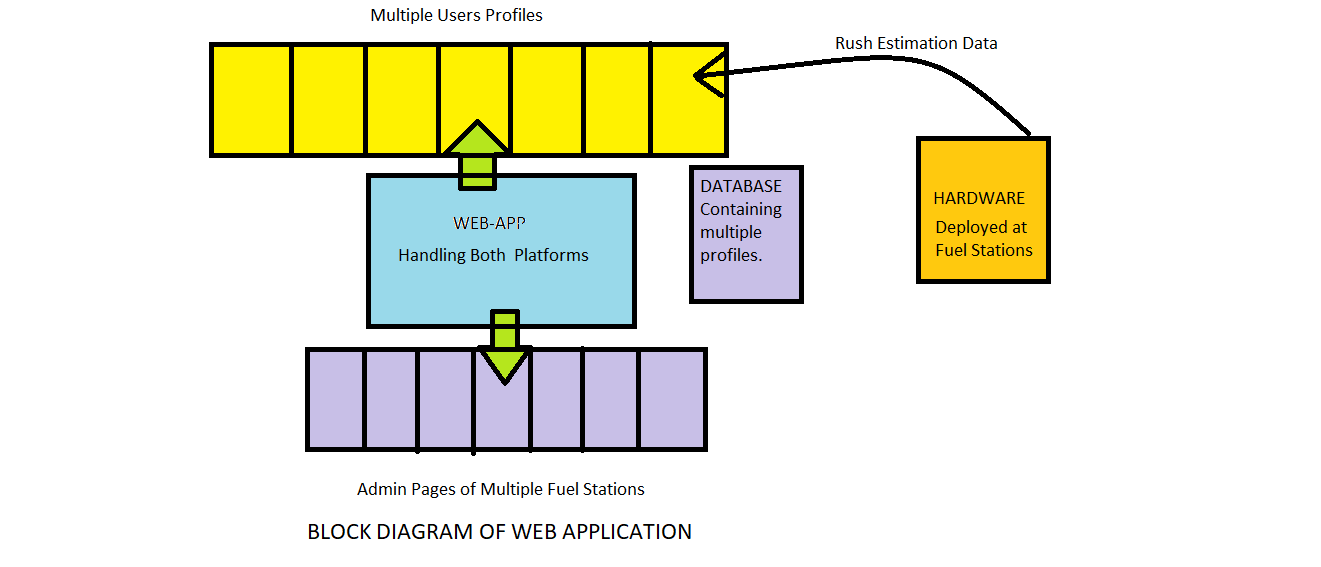 Multiple Users Profiles
Rush Estimation Data
DATABASE
Containing
multiple
profiles.
HARDWARE
Deployed at
Fuel Stations
WEB-APP
Handling Both  Platforms
Admin Pages of Multiple Fuel Stations
BLOCK DIAGRAM OF WEB APPLICATION